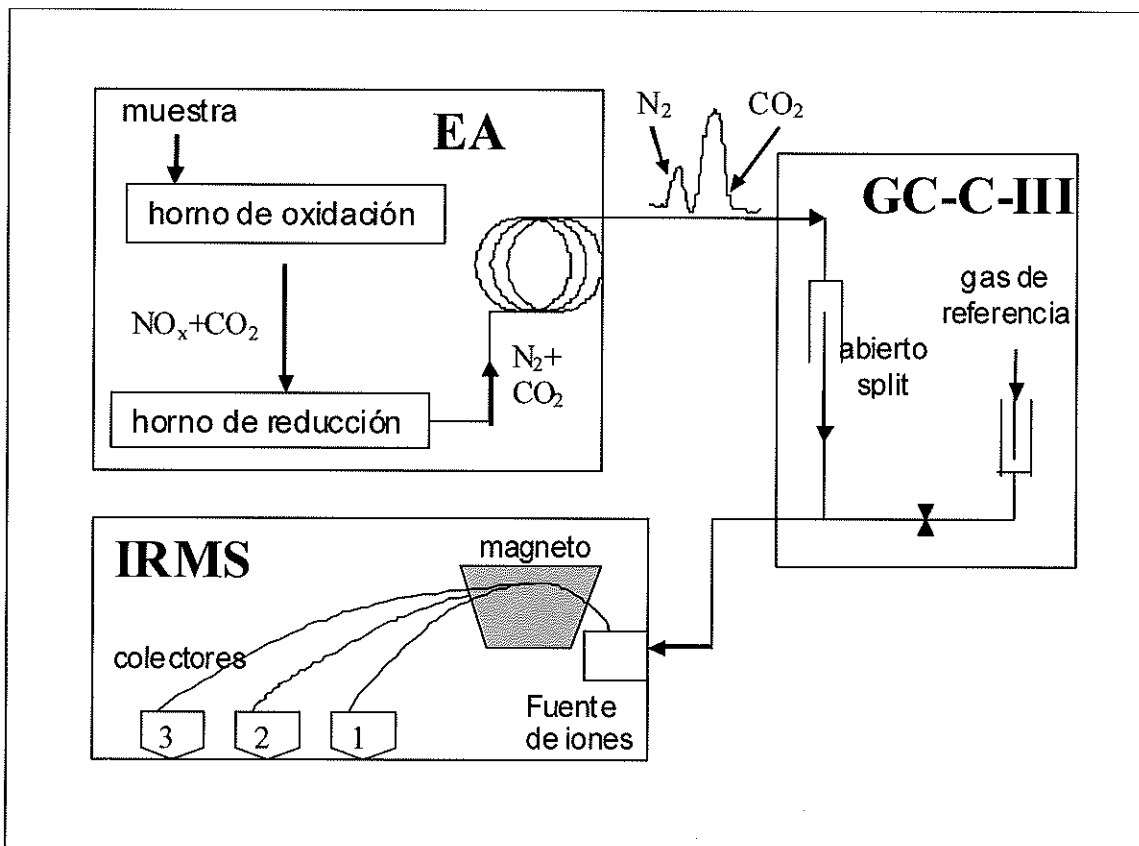 muestra
EA
horno de oxidación
NOₓ+CO₂
horno de reducción
N₂+
CO₂
N₂
CO₂
GC-C-III
gas de
referencia
abierto
split
IRMS
magneto
colectores
Fuente
de iones
3
2
1